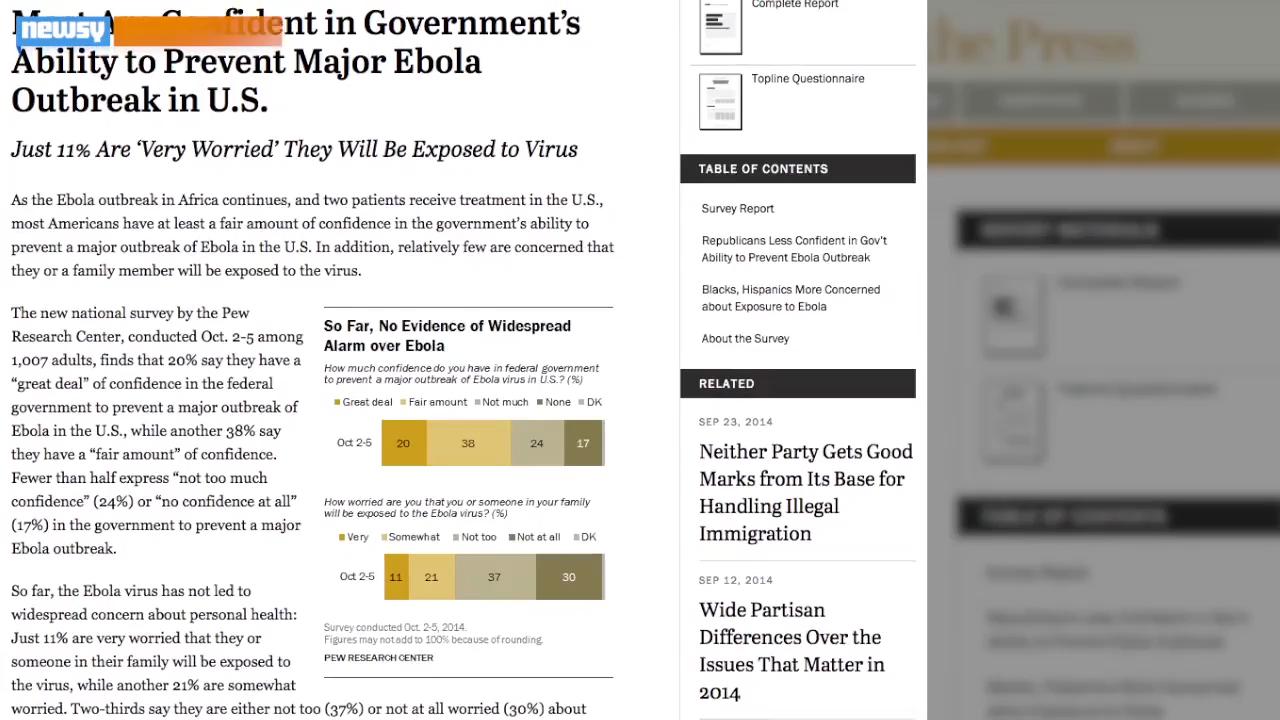 Most Are Confident in Government's
newsy
Ability to Prevent Major Ebola
Outbreak in U.S.
Just 11% Are 'Very Worried' They Will Be Exposed to Virus
As the Ebola outbreak in Africa continues, and two patients receive treatment in the U.S.,
most Americans have at least a fair amount of confidence in the government's ability to
prevent a major outbreak of Ebola in the U.S. In addition, relatively few are concerned that
they or a family member will be exposed to the virus.
The new national survey by the Pew
Research Center, conducted Oct. 2-5 among
1,007 adults, finds that 20% say they have a
"great deal" of confidence in the federal
government to prevent a major outbreak of
Ebola in the U.S., while another 38% say
they have a "fair amount" of confidence.
Fewer than half express "not too much
confidence" (24%) or "no confidence at all"
(17%) in the government to prevent a major
Ebola outbreak.
So far, the Ebola virus has not led to
widespread concern about personal health:
Just 11% are very worried that they or
someone in their family will be exposed to
the virus, while another 21% are somewhat
worried. Two-thirds say they are either not too (37%) or not at all worried (30%) about
So Far, No Evidence of Widespread
Alarm over Ebola
How much confidence do you have in federal government
to prevent a major outbreak of Ebola virus in U.S.? (%)
Great deal Fair amount Not much None DK
Oct 2-5 20 38 24 17
How worried are you that you or someone in your family
will be exposed to the Ebola virus? (%)
Very Somewhat Not too Not at all DK
Oct 2-5 11 21 37 30
Survey conducted Oct. 2-5, 2014.
Figures may not add to 100% because of rounding.
PEW RESEARCH CENTER
Complete Report
Topline Questionnaire
TABLE OF CONTENTS
Survey Report
Republicans Less Confident in Gov't
Ability to Prevent Ebola Outbreak
Blacks, Hispanics More Concerned
about Exposure to Ebola
About the Survey
RELATED
SEP 23, 2014
Neither Party Gets Good
Marks from Its Base for
Handling Illegal
Immigration
SEP 12, 2014
Wide Partisan
Differences Over the
Issues That Matter in
2014
the Press